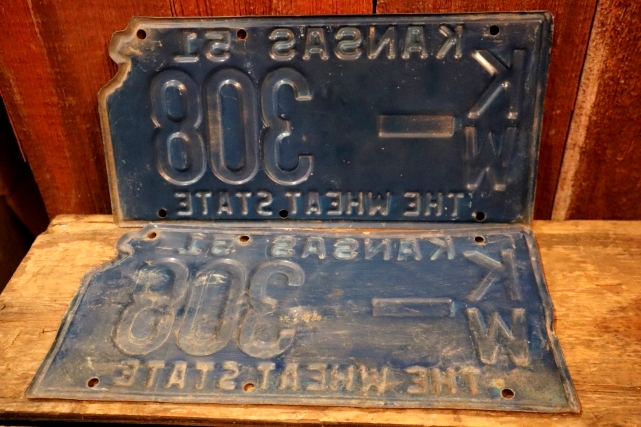 KANSAS 51
K
W - 308
THE WHEAT STATE
KANSAS 51
K
W - 308
THE WHEAT STATE